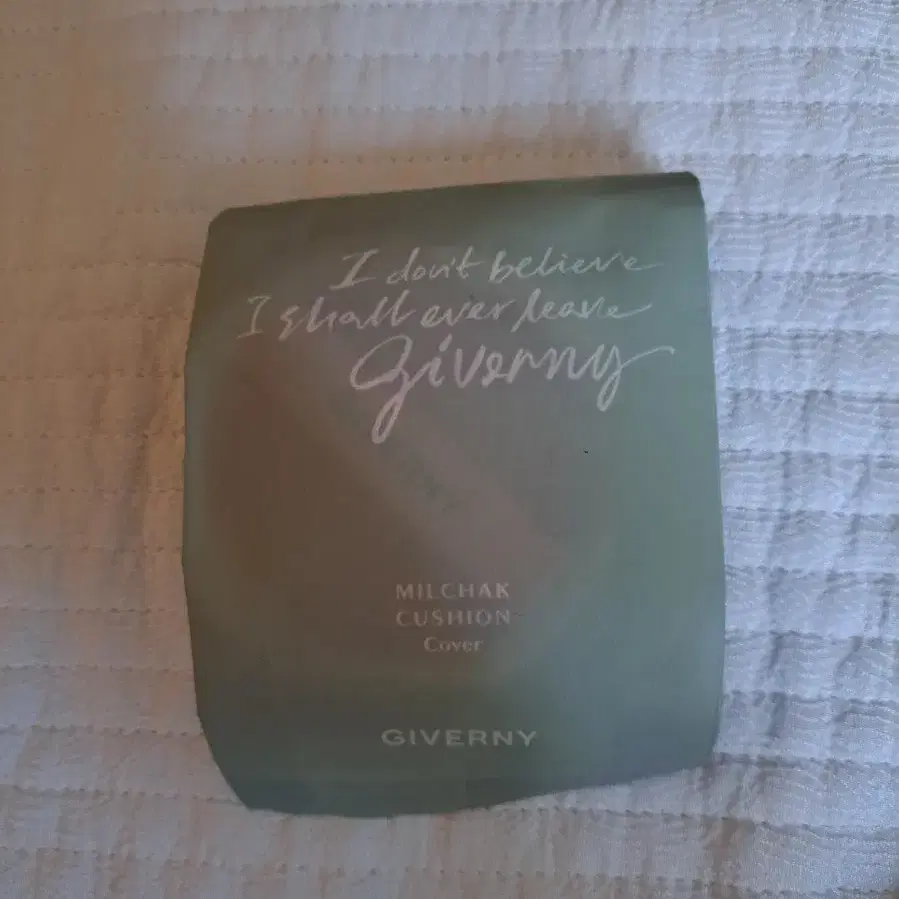 I don't believe
I shall ever leave
Giverny
MILCHAK
CUSHION
Cover
GIVERNY